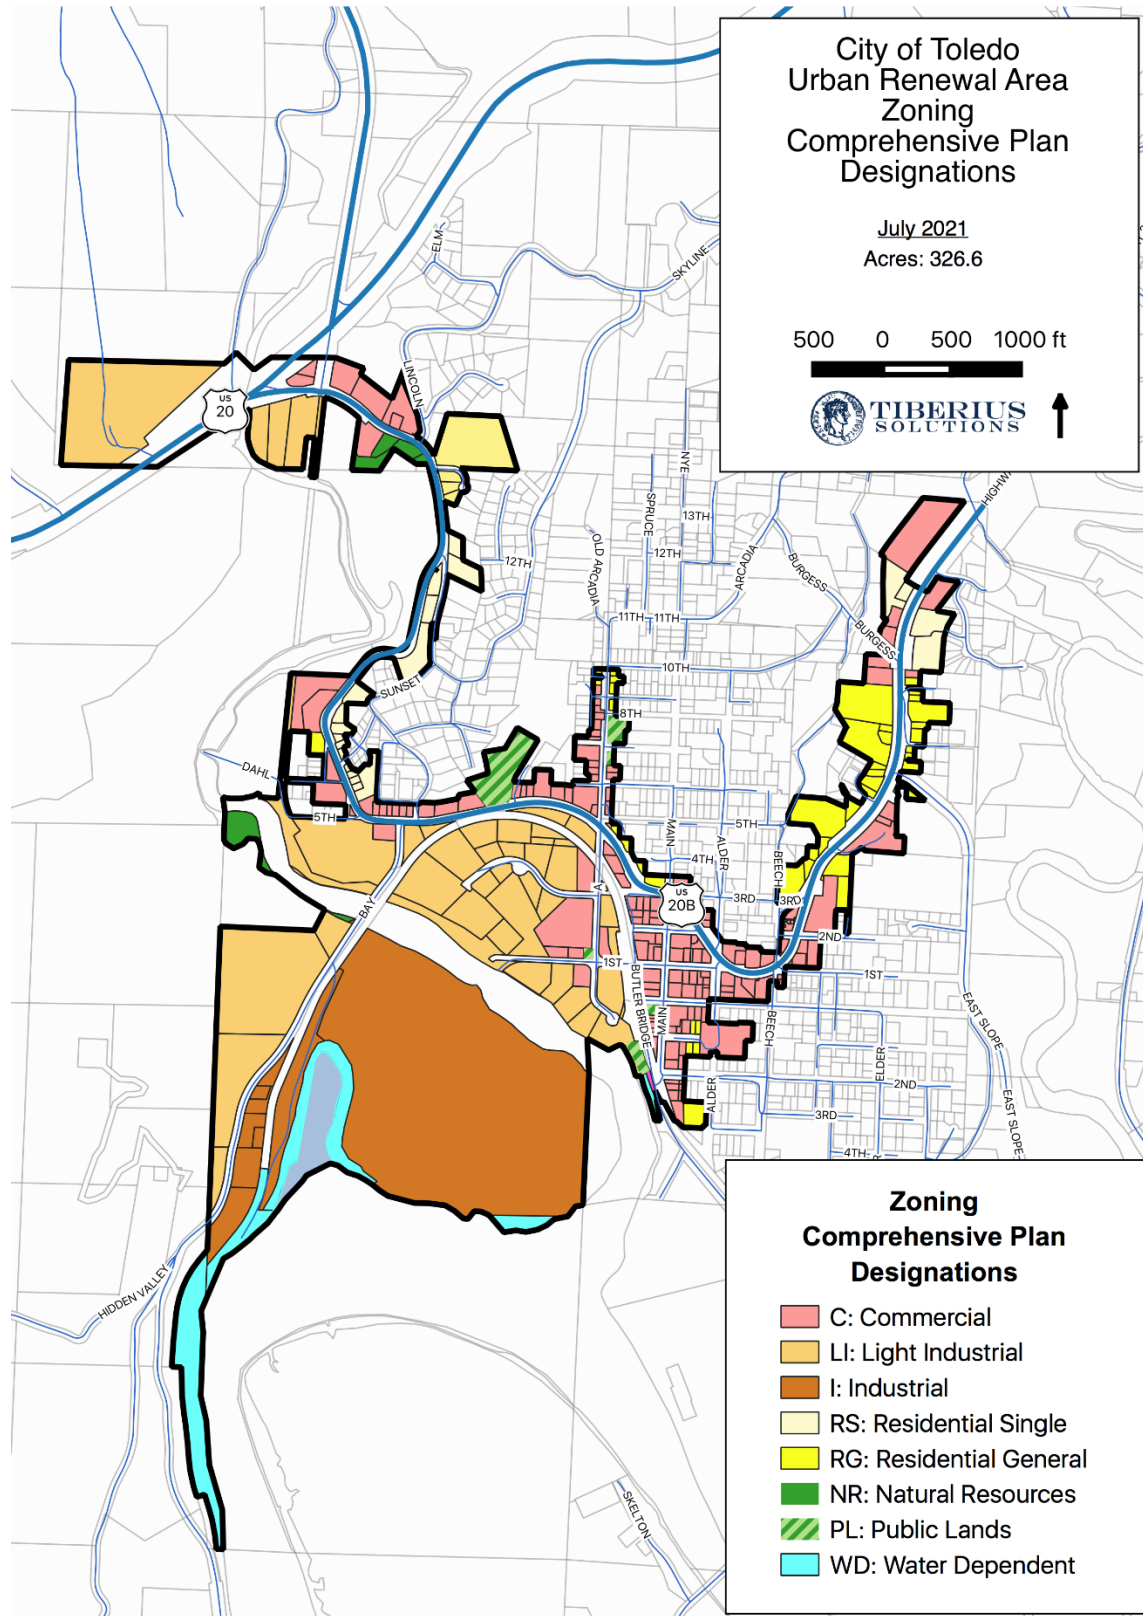 City of Toledo
Urban Renewal Area
Zoning
Comprehensive Plan
Designations
July 2021
Acres: 326.6
500 0 500 1000 ft
TIBERIUS
SOLUTIONS
ELM
SKYLINE
LINCOLN
US
20
NYE
SPRUCE
13TH
HIGHW
OLD ARCADIA
12TH
12TH
ARCADIA
BURGESS
11TH
11TH
BURGESS
10TH
SUNSET
8TH
DAHL
5TH
MAIN
5TH
ALDER
4TH
BEECH
US
20B
3RD
3RD
A
BAY
2ND
1ST
1ST
BUTLER BRIDGE
MAIN
BEECH
EAST SLOPE
ELDER
2ND
ALDER
3RD
EAST SLOPE
4TH
HIDDEN VALLEY
SKELTON
Zoning
Comprehensive Plan
Designations
C: Commercial
LI: Light Industrial
I: Industrial
RS: Residential Single
RG: Residential General
NR: Natural Resources
PL: Public Lands
WD: Water Dependent